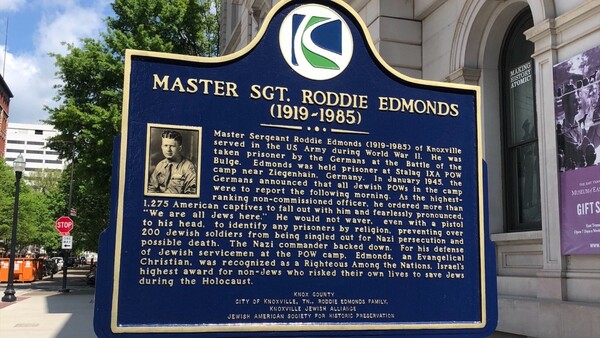 MASTER SGT. RODDIE EDMONDS
(1919-1985)
Master Sergeant Roddie Edmonds (1919-1985) of Knoxville
served in the US Army during World War II. He was
taken prisoner by the Germans at the Battle of the
Bulge. Edmonds was held prisoner at Stalag IXA POW
camp near Ziegenhain, Germany. In January 1945, the
Germans announced that all Jewish POWs in the camp
were to report the following morning. As the highest-
ranking non-commissioned officer, he ordered more than
1,275 American captives to fall out with him and fearlessly pronounced,
"We are all Jews here." He would not waver, even with a pistol
to his head, to identify any prisoners by religion, preventing over
200 Jewish soldiers from being singled out for Nazi persecution and
possible death. The Nazi commander backed down. For his defense
of Jewish servicemen at the POW camp, Edmonds, an Evangelical
Christian, was recognized as a Righteous Among the Nations, Israel's
highest award for non-Jews who risked their own lives to save Jews
during the Holocaust.
KNOX COUNTY
CITY OF KNOXVILLE, TN., RODDIE EDMONDS FAMILY,
KNOXVILLE JEWISH ALLIANCE
JEWISH AMERICAN SOCIETY FOR HISTORIC PRESERVATION
STOP
MAKING
HISTORY
ATOMIC!
MUSEUM
GIFT S